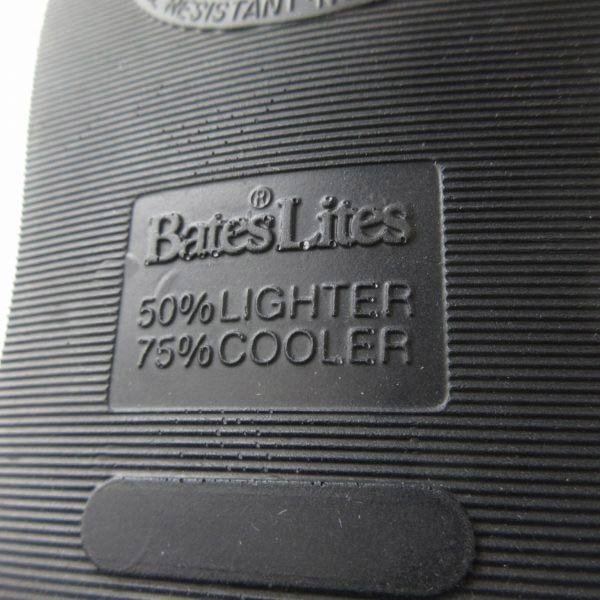 RESISTANT
Bates®Lites
50% LIGHTER
75% COOLER